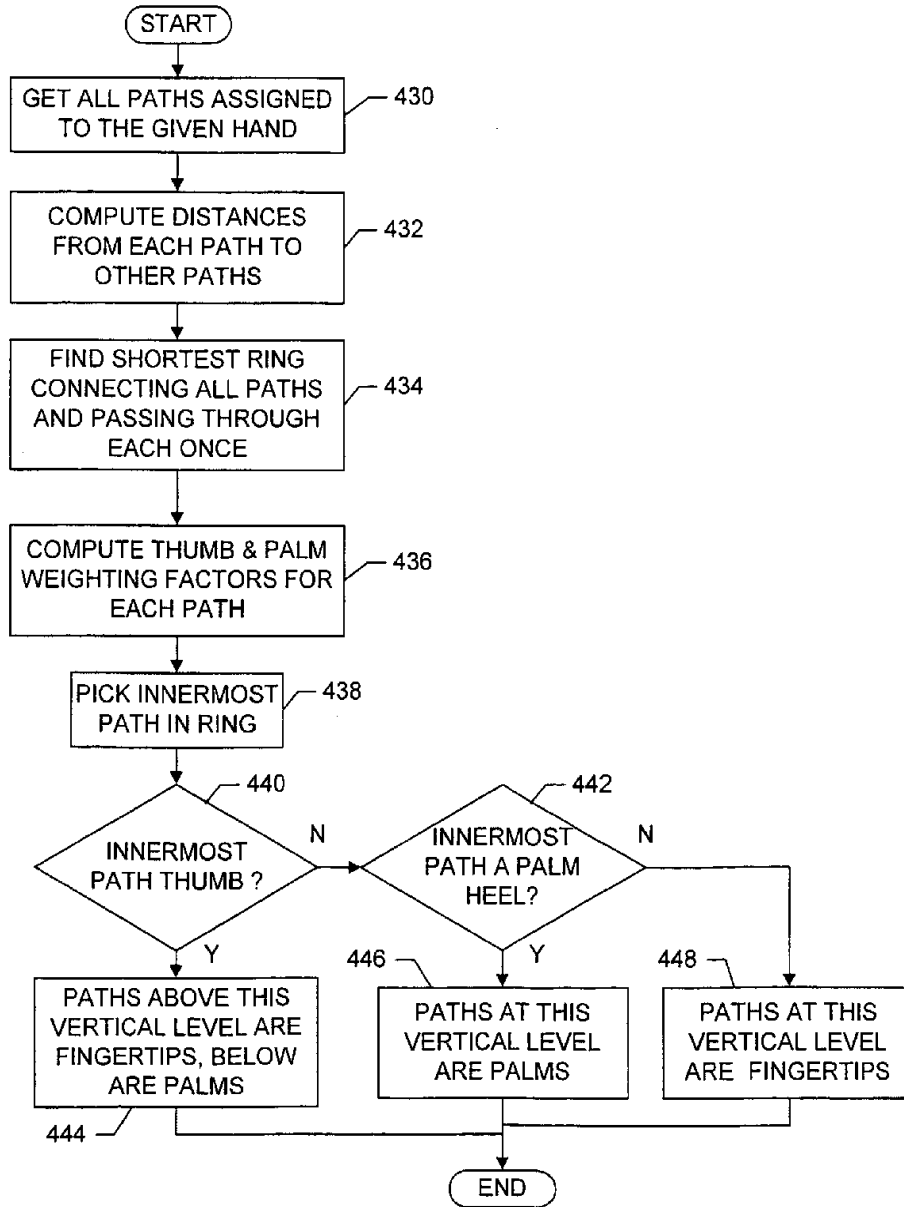 START
GET ALL PATHS ASSIGNED
TO THE GIVEN HAND
430
COMPUTE DISTANCES
FROM EACH PATH TO
OTHER PATHS
432
FIND SHORTEST RING
CONNECTING ALL PATHS
AND PASSING THROUGH
EACH ONCE
434
COMPUTE THUMB & PALM
WEIGHTING FACTORS FOR
EACH PATH
436
PICK INNERMOST
PATH IN RING
438
440
INNERMOST
PATH THUMB ?
N
Y
442
INNERMOST
PATH A PALM
HEEL?
N
Y
PATHS ABOVE THIS
VERTICAL LEVEL ARE
FINGERTIPS, BELOW
ARE PALMS
444
446
PATHS AT THIS
VERTICAL LEVEL
ARE PALMS
448
PATHS AT THIS
VERTICAL LEVEL
ARE FINGERTIPS
END